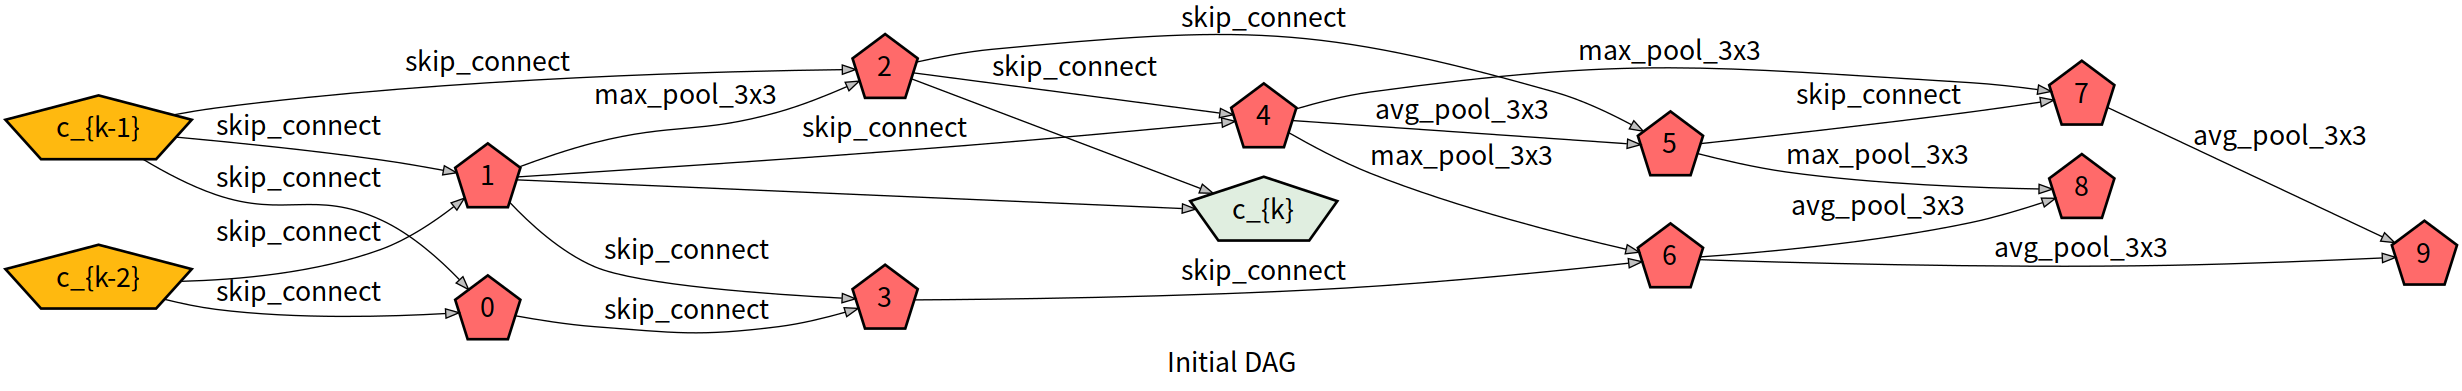 skip_connect
skip_connect
max_pool_3x3
skip_connect
2
skip_connect
max_pool_3x3
max_pool_3x3
skip_connect
7
c_{k-1}
skip_connect
skip_connect
4
avg_pool_3x3
avg_pool_3x3
5
max_pool_3x3
max_pool_3x3
skip_connect
1
8
skip_connect
c_{k}
avg_pool_3x3
skip_connect
avg_pool_3x3
6
9
c_{k-2}
skip_connect
skip_connect
0
skip_connect
3
Initial DAG